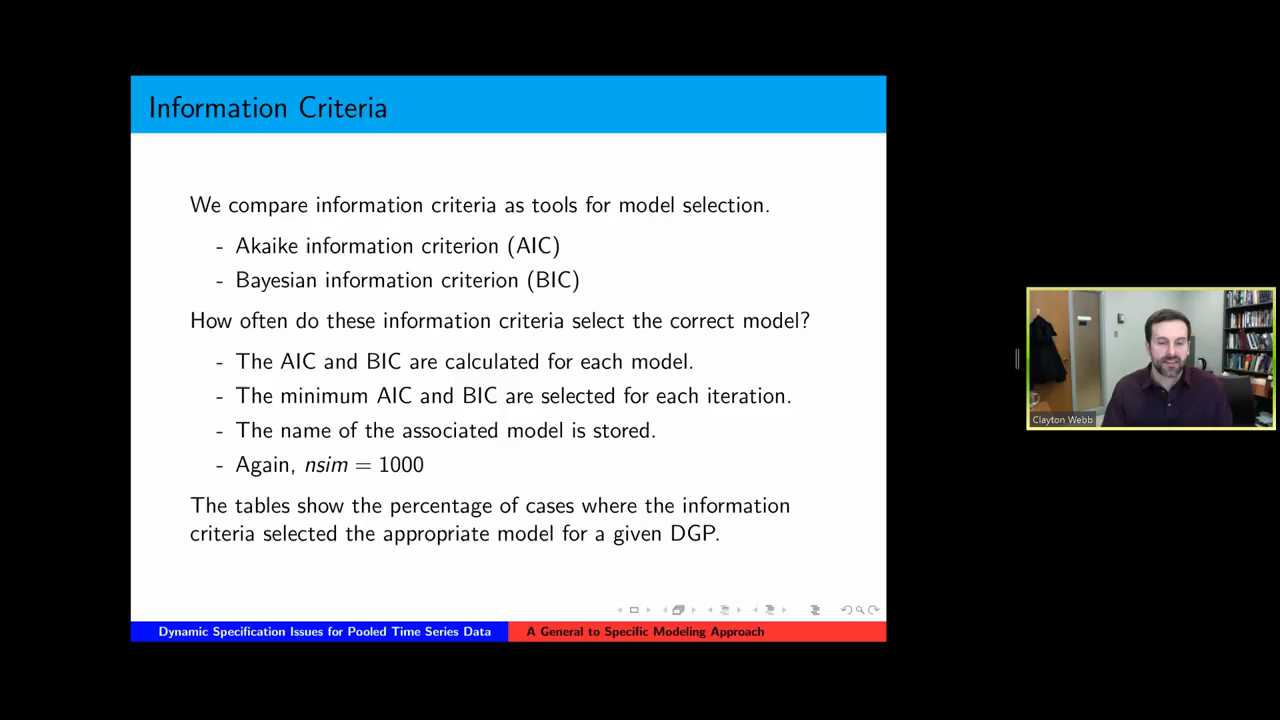 Information Criteria
We compare information criteria as tools for model selection.
- Akaike information criterion (AIC)
- Bayesian information criterion (BIC)
How often do these information criteria select the correct model?
- The AIC and BIC are calculated for each model.
- The minimum AIC and BIC are selected for each iteration.
- The name of the associated model is stored.
- Again, nsim = 1000
The tables show the percentage of cases where the information
criteria selected the appropriate model for a given DGP.
Dynamic Specification Issues for Pooled Time Series Data
A General to Specific Modeling Approach
Clayton Webb